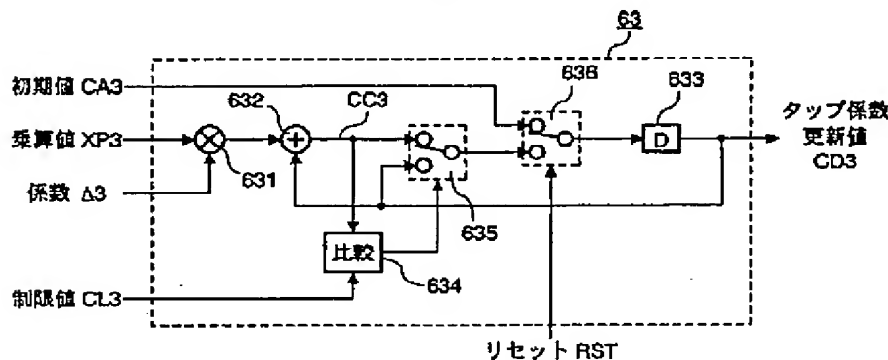 63
初期値 CA3
乗算値 XP3
係数 Δ3
制限値 CL3
632
CC3
636
633
D
631
635
比較
634
タップ係数
更新値
CD3
リセット RST